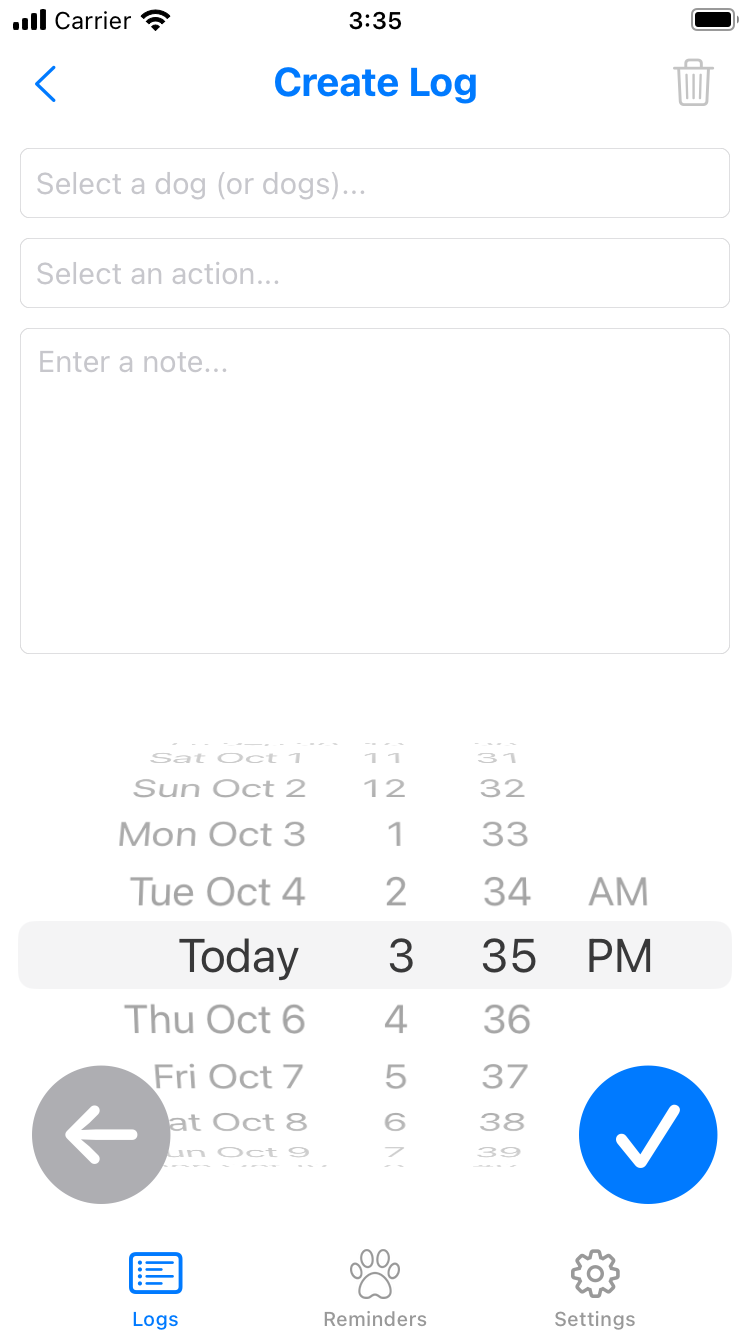 Carrier 3:35
Create Log
Select a dog (or dogs)...
Select an action...
Enter a note...
Sat Oct 1 11 31
Sun Oct 2 12 32
Mon Oct 3 1 33
Tue Oct 4 2 34 AM
Today 3 35 PM
Thu Oct 6 4 36
Fri Oct 7 5 37
at Oct 8 6 38
un Oct 9 7 39
Logs Reminders Settings